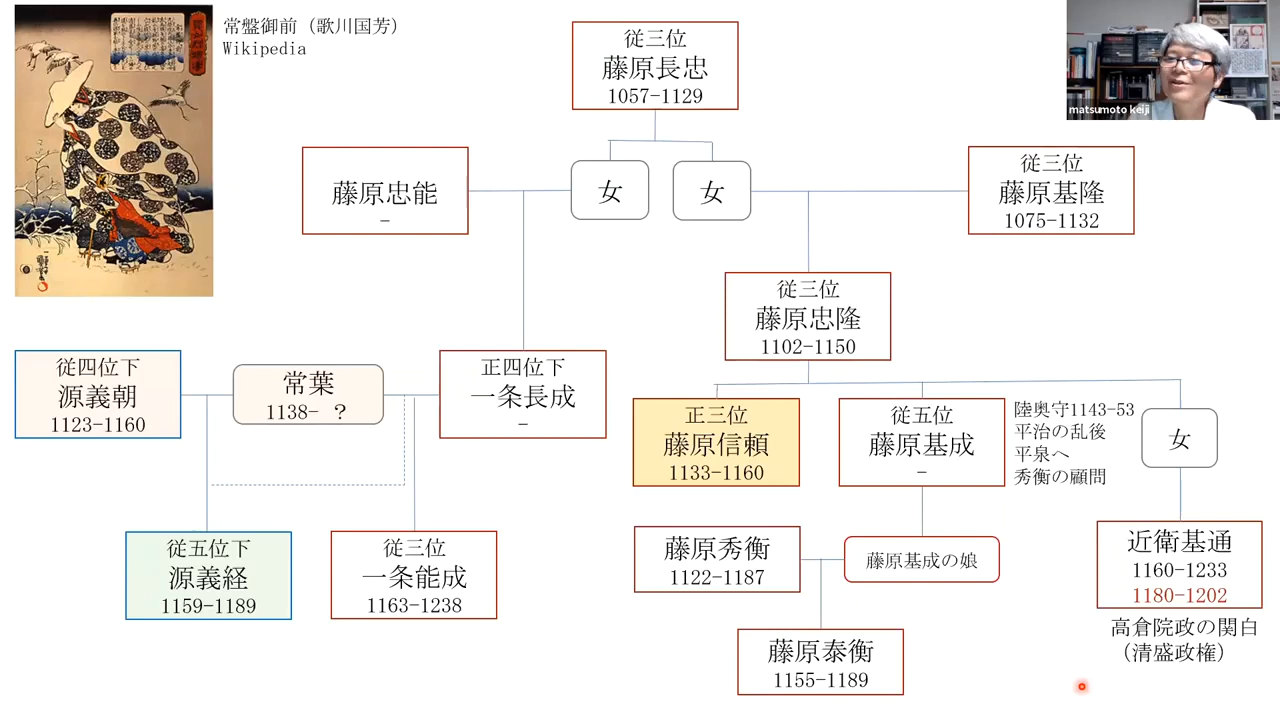 常盤御前（歌川国芳）
Wikipedia
従三位
藤原長忠
1057-1129
matsumoto keiji
藤原忠能
-
女
女
従三位
藤原基隆
1075-1132
従三位
藤原忠隆
1102-1150
従四位下
源義朝
1123-1160
常葉
1138- ？
正四位下
一条長成
-
正三位
藤原信頼
1133-1160
従五位
藤原基成
-
陸奥守1143-53
平治の乱後
平泉へ
秀衡の顧問
女
従五位下
源義経
1159-1189
従三位
一条能成
1163-1238
藤原秀衡
1122-1187
藤原基成の娘
近衛基通
1160-1233
1180-1202
高倉院政の関白
（清盛政権）
藤原泰衡
1155-1189